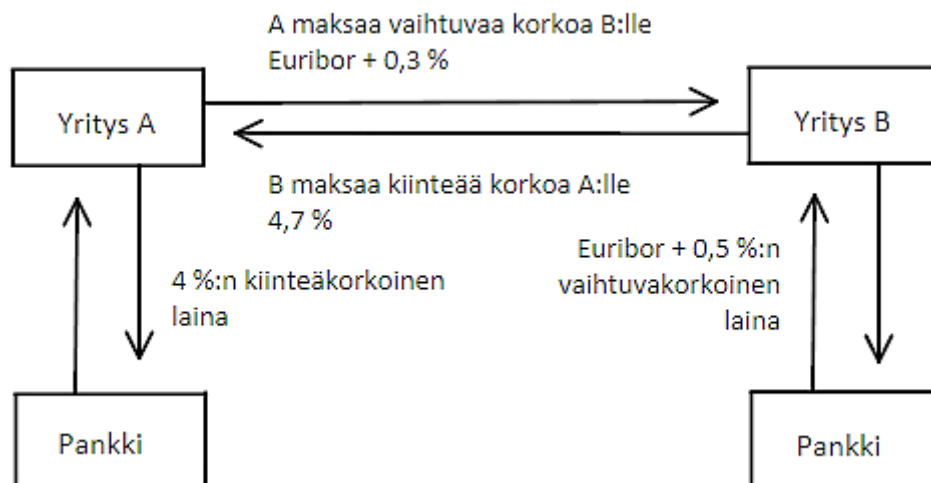 A maksaa vaihtuvaa korkoa B:lle
Euribor + 0,3 %
Yritys A
Yritys B
B maksaa kiinteää korkoa A:lle
4,7 %
4 %:n kiinteäkorkoinen
laina
Euribor + 0,5 %:n
vaihtuvakorkoinen
laina
Pankki
Pankki